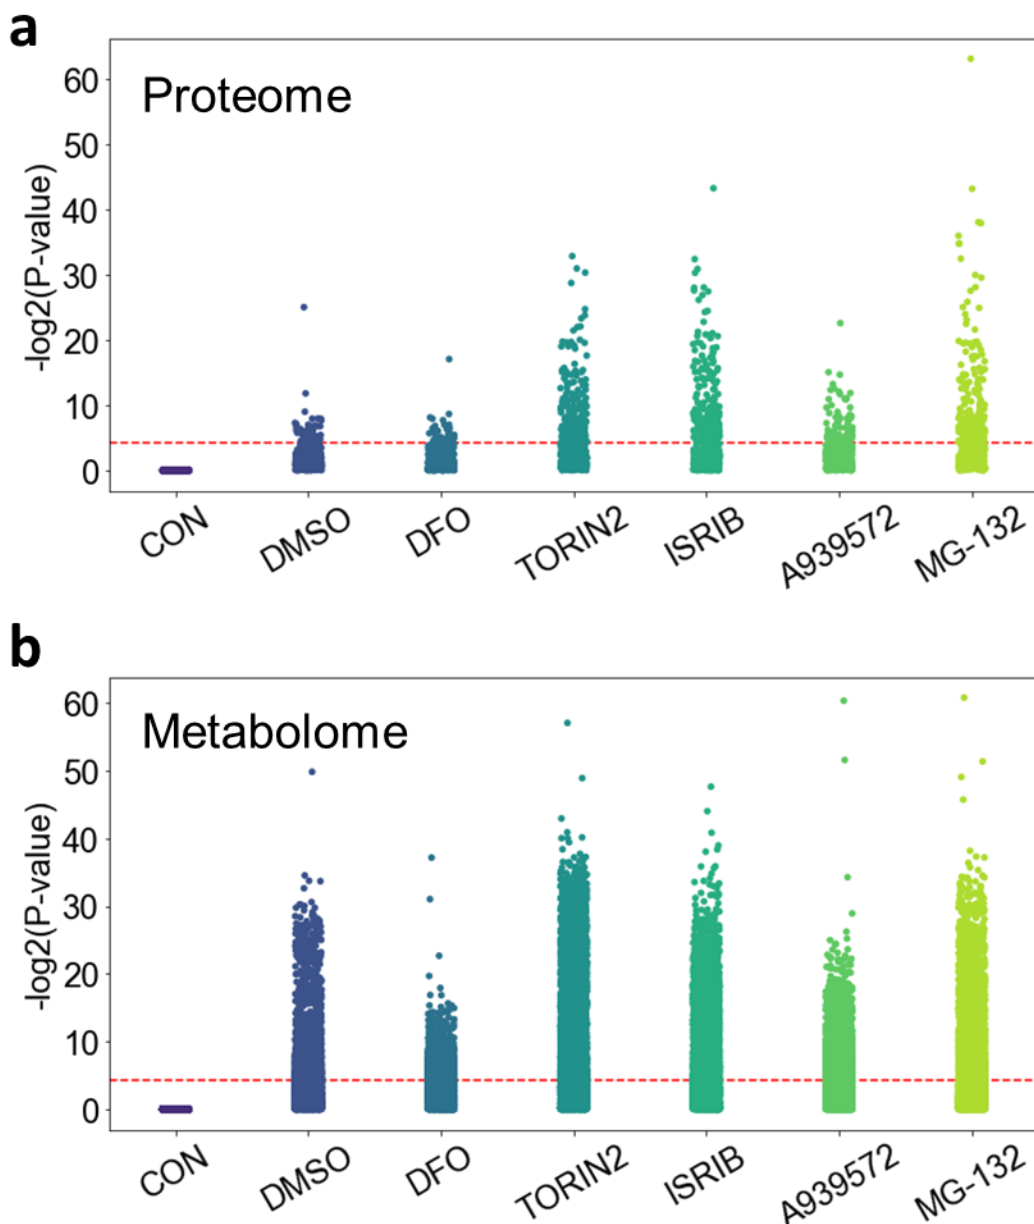 a
Proteome
-log2(P-value)
60
50
40
30
20
10
0
CON DMSO DFO TORIN2 ISRIB A939572 MG-132
b
Metabolome
-log2(P-value)
60
50
40
30
20
10
0
CON DMSO DFO TORIN2 ISRIB A939572 MG-132